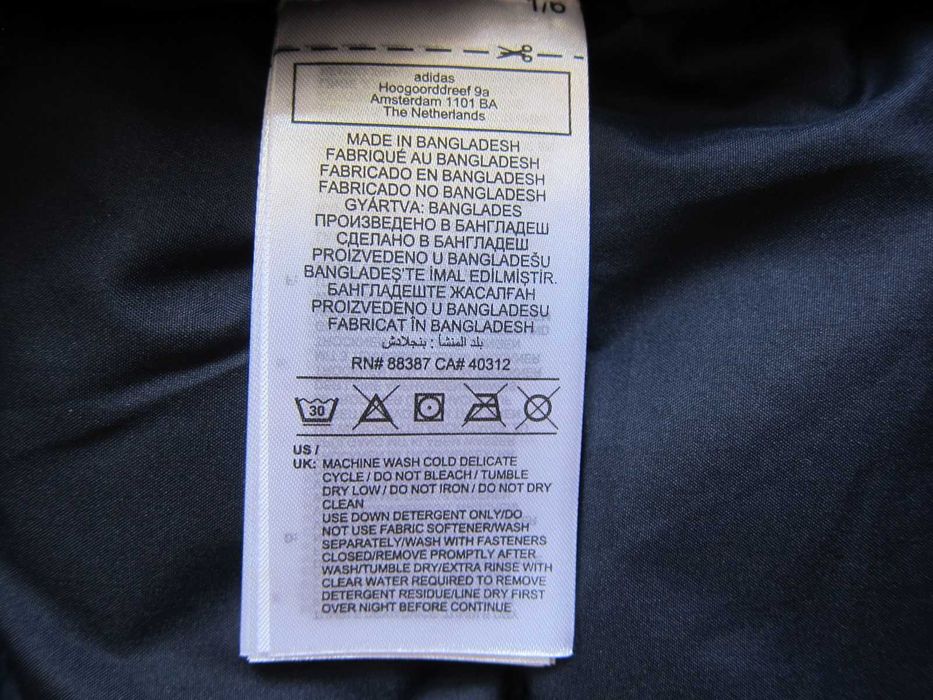 1/6
adidas
Hoogoorddreef 9a
Amsterdam 1101 BA
The Netherlands
MADE IN BANGLADESH
FABRIQUÉ AU BANGLADESH
FABRICADO EN BANGLADESH
FABRICADO NO BANGLADESH
GYÁRTVA: BANGLADES
ПРОИЗВЕДЕНО В БАНГЛАДЕШ
СДЕЛАНО В БАНГЛАДЕШ
PROIZVEDENO U BANGLADEŠU
BANGLADEŞ'TE İMAL EDİLMİŞTİR.
БАНГЛАДЕШТЕ ЖАСАЛҒАН
PROIZVEDENO U BANGLADESU
FABRICAT ÎN BANGLADESH
بلد المنشأ : بنجلادش
RN# 88387 CA# 40312
30
US /
UK: MACHINE WASH COLD DELICATE
CYCLE / DO NOT BLEACH / TUMBLE
DRY LOW / DO NOT IRON / DO NOT DRY
CLEAN
USE DOWN DETERGENT ONLY/DO
NOT USE FABRIC SOFTENER/WASH
SEPARATELY/WASH WITH FASTENERS
CLOSED/REMOVE PROMPTLY AFTER
WASH/TUMBLE DRY/EXTRA RINSE WITH
CLEAR WATER REQUIRED TO REMOVE
DETERGENT RESIDUE/LINE DRY FIRST
OVER NIGHT BEFORE CONTINUE